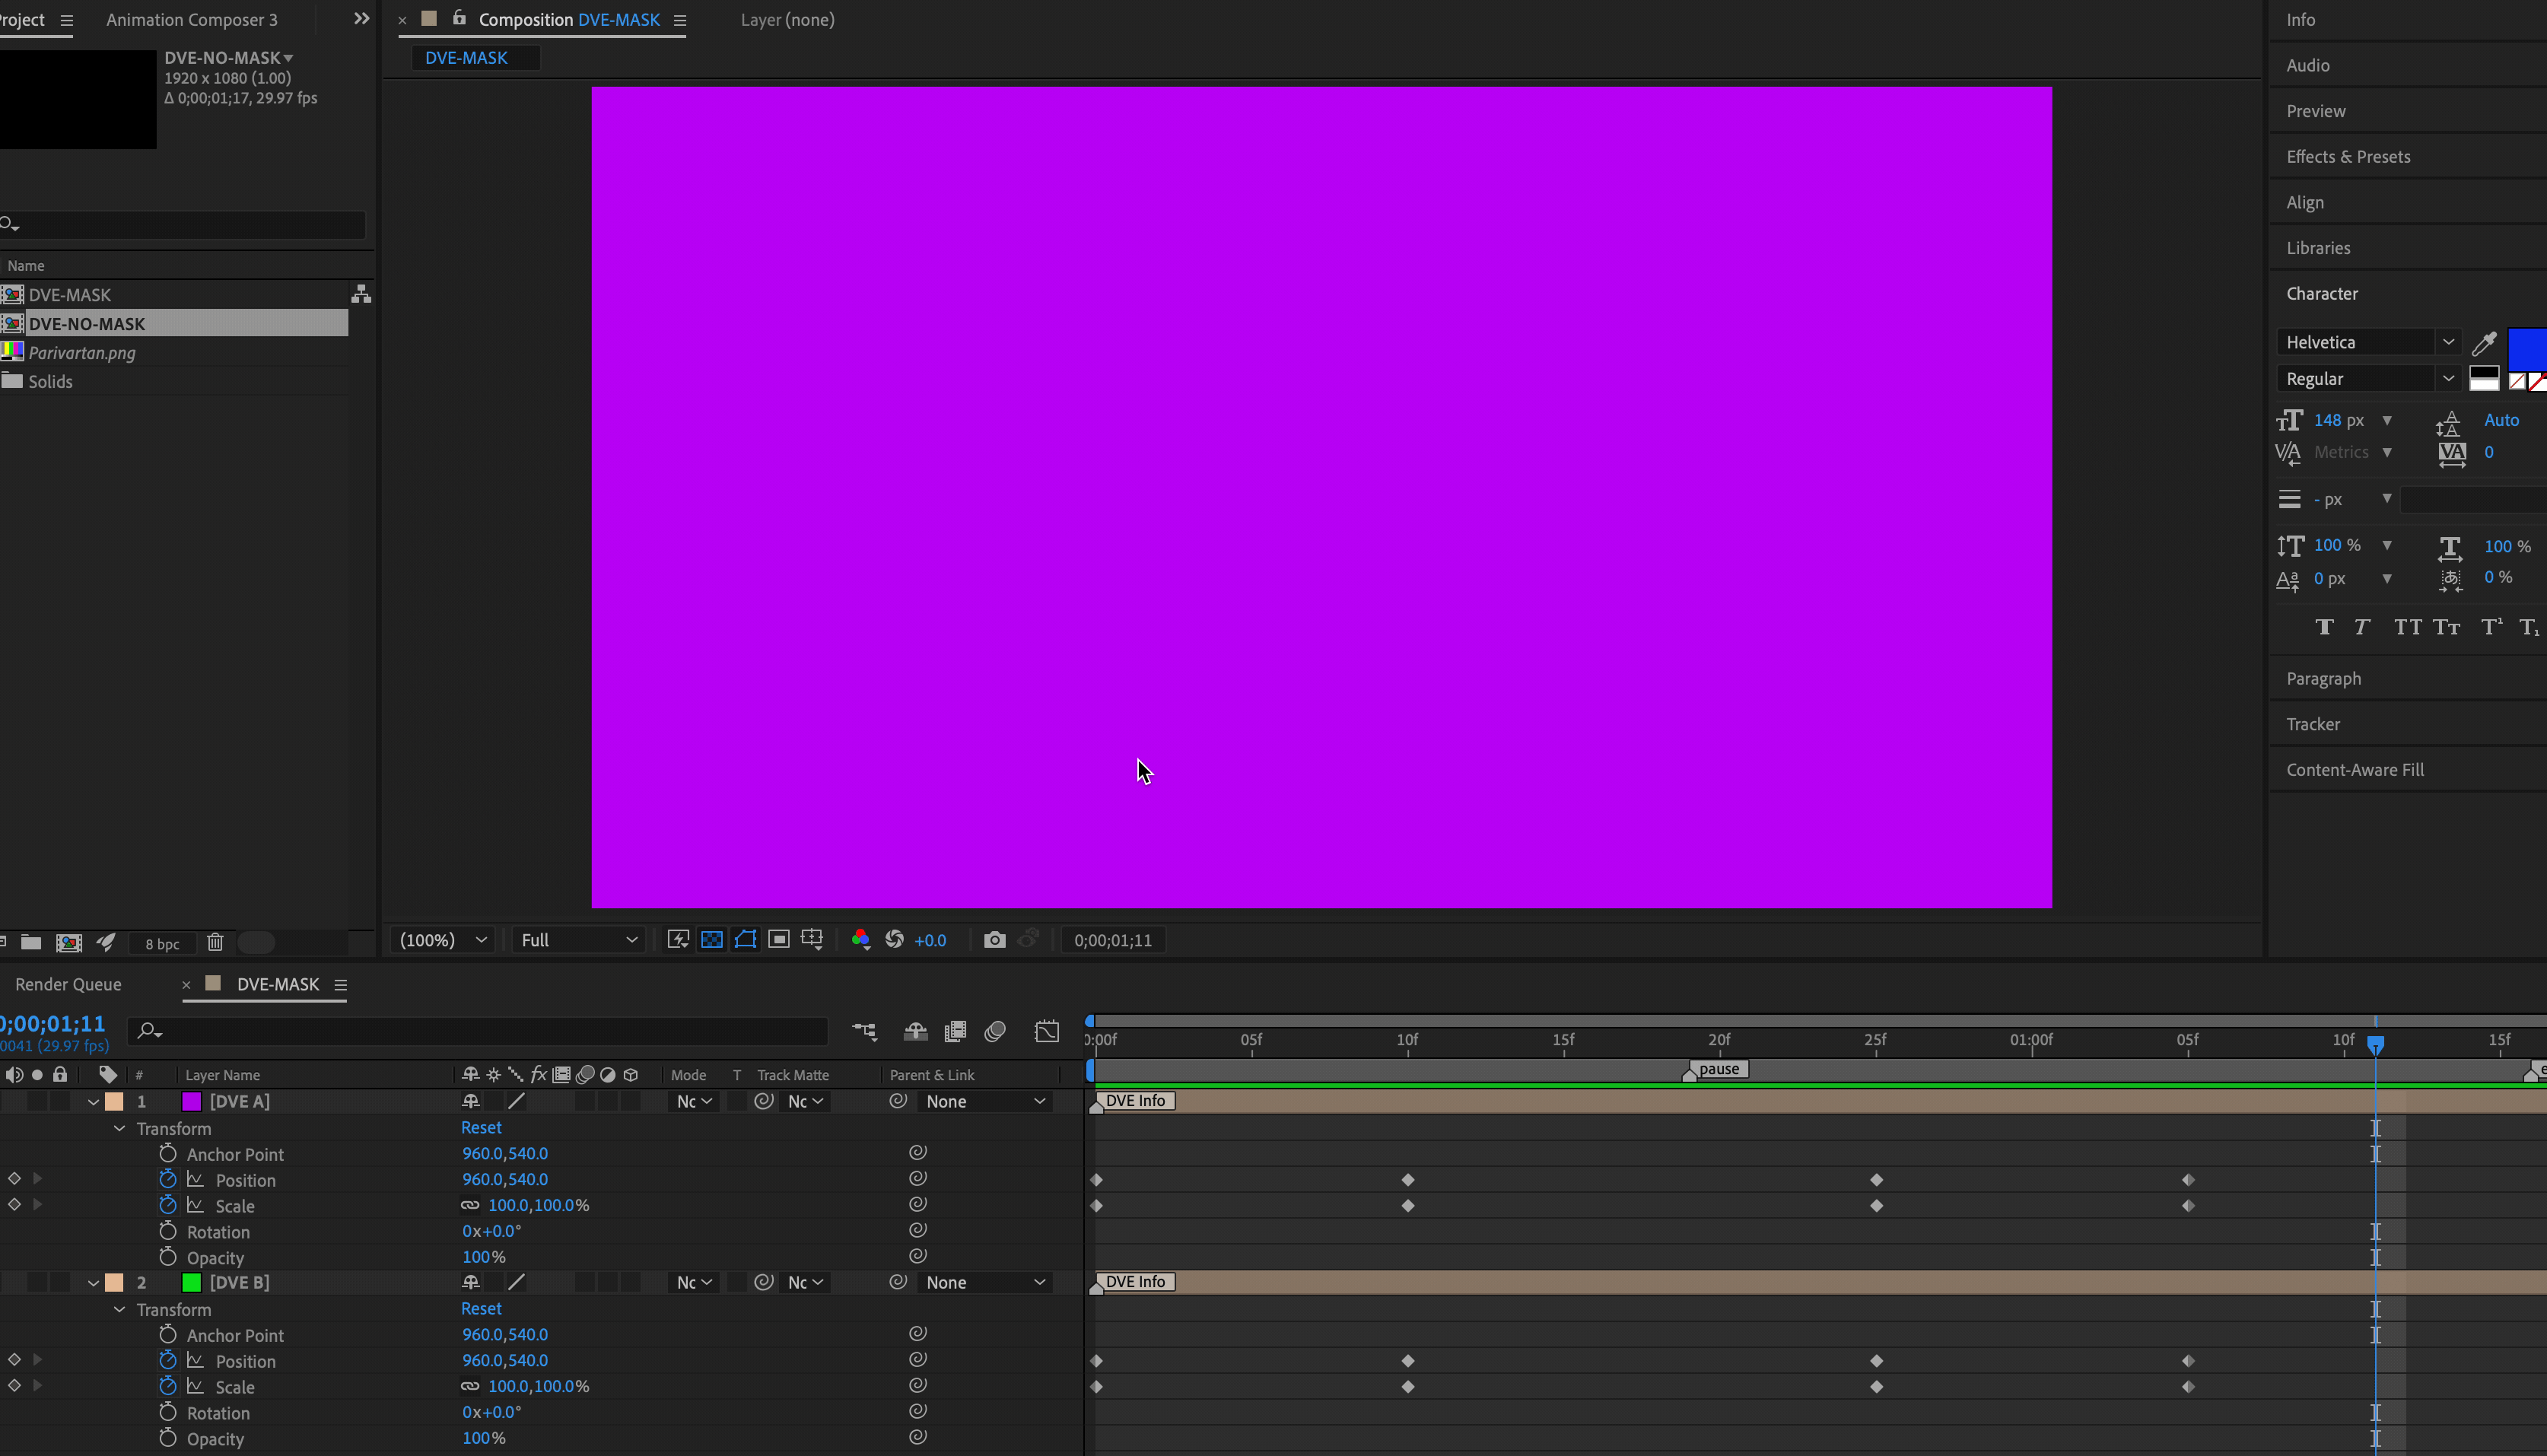 roject
Animation Composer 3
Composition DVE-MASK
Layer (none)
DVE-MASK
DVE-NO-MASK
1920 x 1080 (1.00)
Δ 0;00;01;17, 29.97 fps
Name
DVE-MASK
DVE-NO-MASK
Parivartan.png
Solids
8 bpc
(100%)
Full
+0.0
0;00;01;11
Info
Audio
Preview
Effects & Presets
Align
Libraries
Character
Helvetica
Regular
148 px
Auto
Metrics
0
- px
100 %
100 %
0 px
0 %
Paragraph
Tracker
Content-Aware Fill
Render Queue
DVE-MASK
0;00;01;11
0041 (29.97 fps)
0:00f 05f 10f 15f 20f 25f 01:00f 05f 10f 15f
pause
# Layer Name Mode T Track Matte Parent & Link
1 [DVE A] Nc Nc None
DVE Info
Transform Reset
Anchor Point 960.0,540.0
Position 960.0,540.0
Scale 100.0,100.0%
Rotation 0x+0.0°
Opacity 100%
2 [DVE B] Nc Nc None
DVE Info
Transform Reset
Anchor Point 960.0,540.0
Position 960.0,540.0
Scale 100.0,100.0%
Rotation 0x+0.0°
Opacity 100%